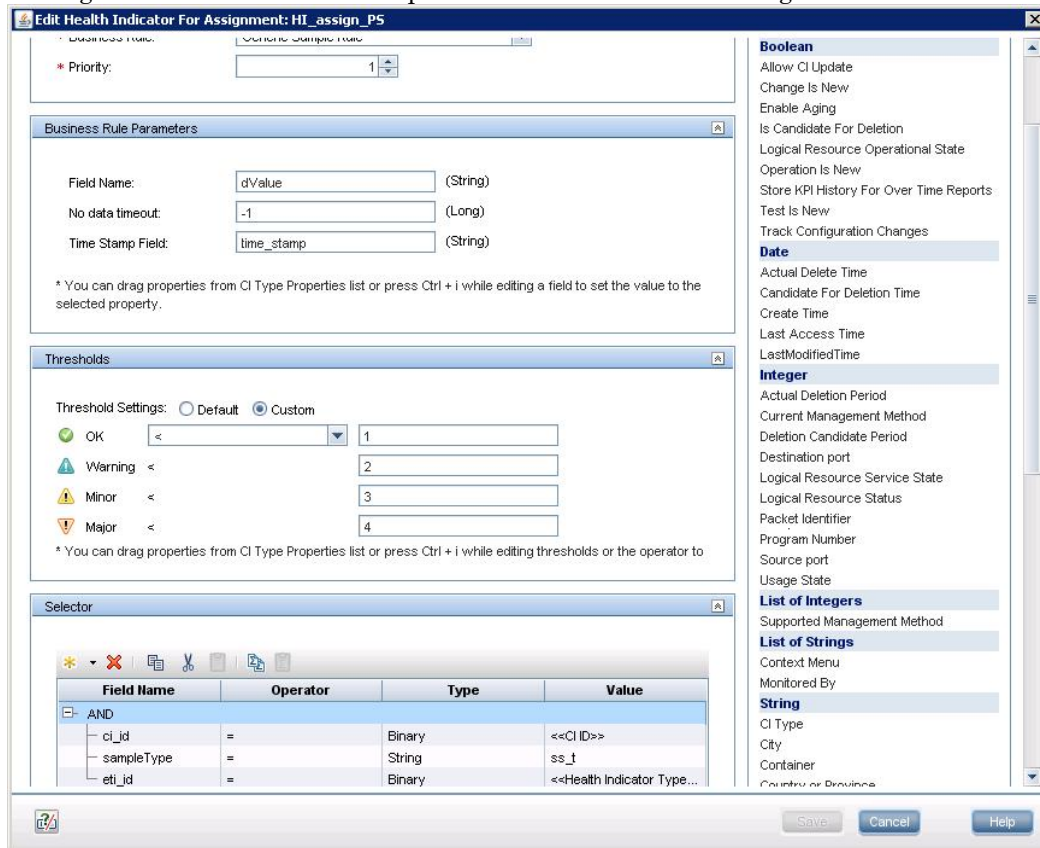 Edit Health Indicator For Assignment: HI_assign_PS
* Business Rule: Generic Sample Rule
* Priority: 1
Business Rule Parameters
Field Name: dValue (String)
No data timeout: -1 (Long)
Time Stamp Field: time_stamp (String)
* You can drag properties from CI Type Properties list or press Ctrl + i while editing a field to set the value to the
selected property.
Thresholds
Threshold Settings: Default Custom
OK < 1
Warning < 2
Minor < 3
Major < 4
* You can drag properties from CI Type Properties list or press Ctrl + i while editing thresholds or the operator to
Selector
Field Name Operator Type Value
AND
ci_id = Binary <<CI ID>>
sampleType = String ss_t
eti_id = Binary <<Health Indicator Type...
Boolean
Allow CI Update
Change Is New
Enable Aging
Is Candidate For Deletion
Logical Resource Operational State
Operation Is New
Store KPI History For Over Time Reports
Test Is New
Track Configuration Changes
Date
Actual Delete Time
Candidate For Deletion Time
Create Time
Last Access Time
LastModifiedTime
Integer
Actual Deletion Period
Current Management Method
Deletion Candidate Period
Destination port
Logical Resource Service State
Logical Resource Status
Packet Identifier
Program Number
Source port
Usage State
List of Integers
Supported Management Method
List of Strings
Context Menu
Monitored By
String
CI Type
City
Container
Country or Province
Save Cancel Help